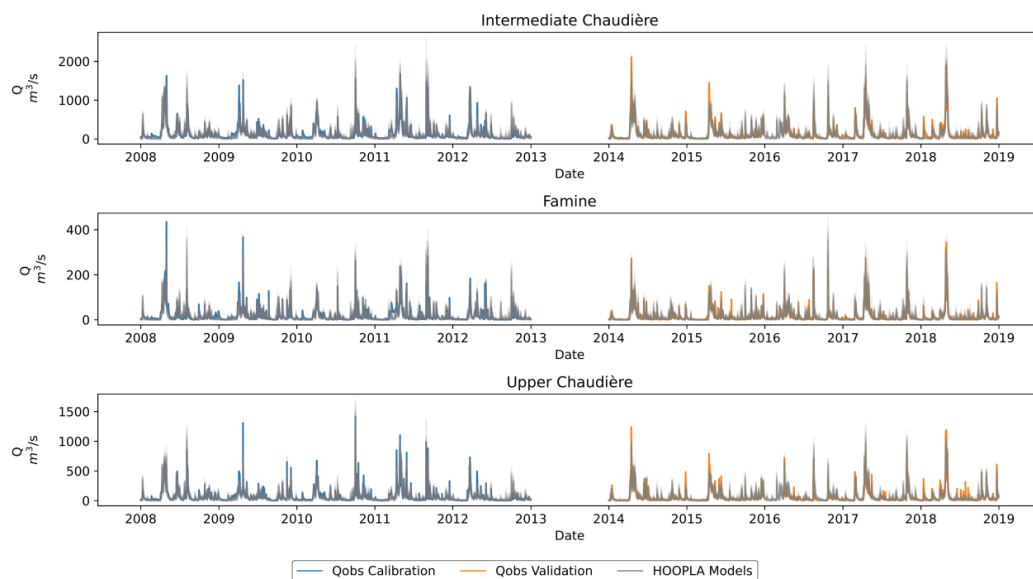 Intermediate Chaudière
Q
m³/s
2000
1000
0
2008 2009 2010 2011 2012 2013 2014 2015 2016 2017 2018 2019
Date
Famine
Q
m³/s
400
200
0
2008 2009 2010 2011 2012 2013 2014 2015 2016 2017 2018 2019
Date
Upper Chaudière
Q
m³/s
1500
1000
500
0
2008 2009 2010 2011 2012 2013 2014 2015 2016 2017 2018 2019
Date
Qobs Calibration Qobs Validation HOOPLA Models